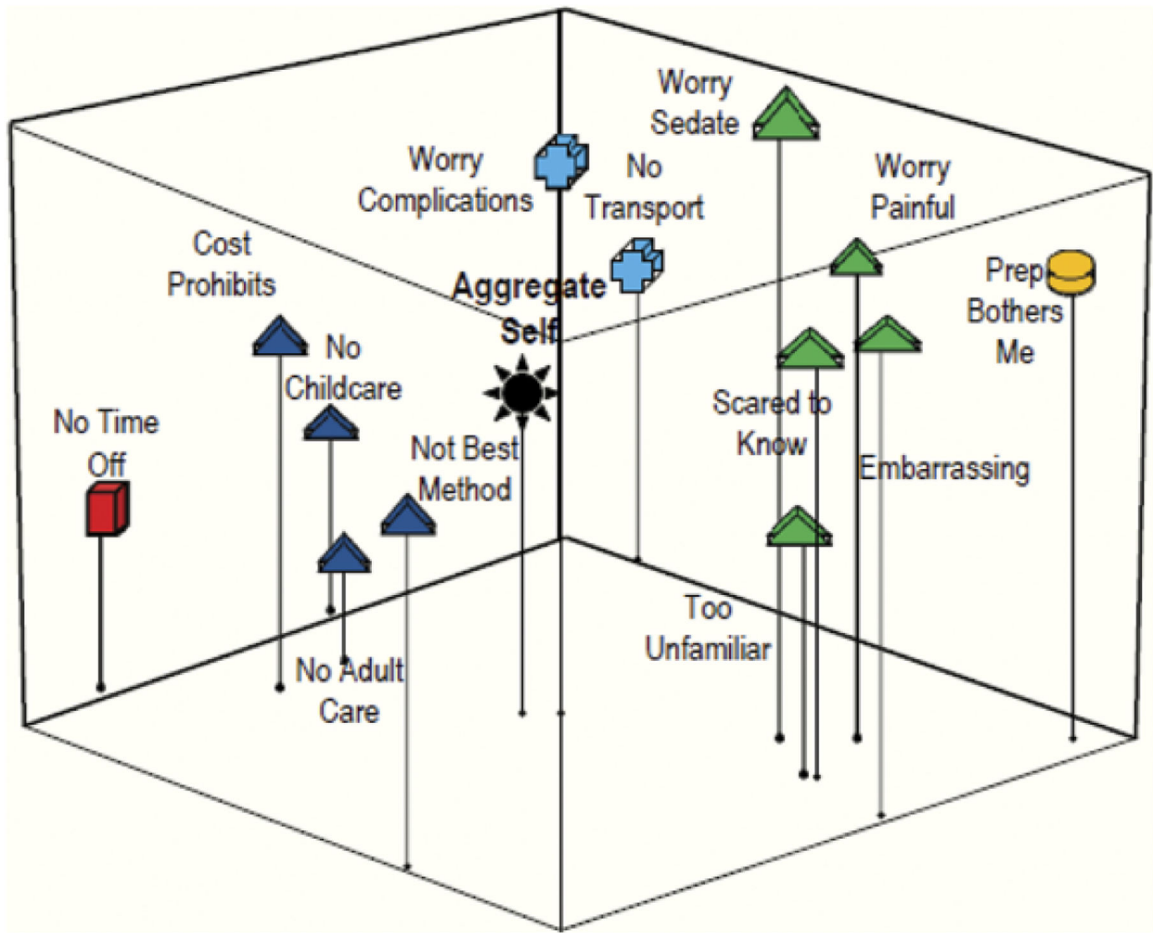 Worry
Sedate
Worry
Complications
No
Transport
Worry
Painful
Cost
Prohibits
Aggregate
Self
Prep
Bothers
Me
No
Childcare
No Time
Off
Not Best
Method
Scared to
Know
Embarrassing
Too
Unfamiliar
No Adult
Care